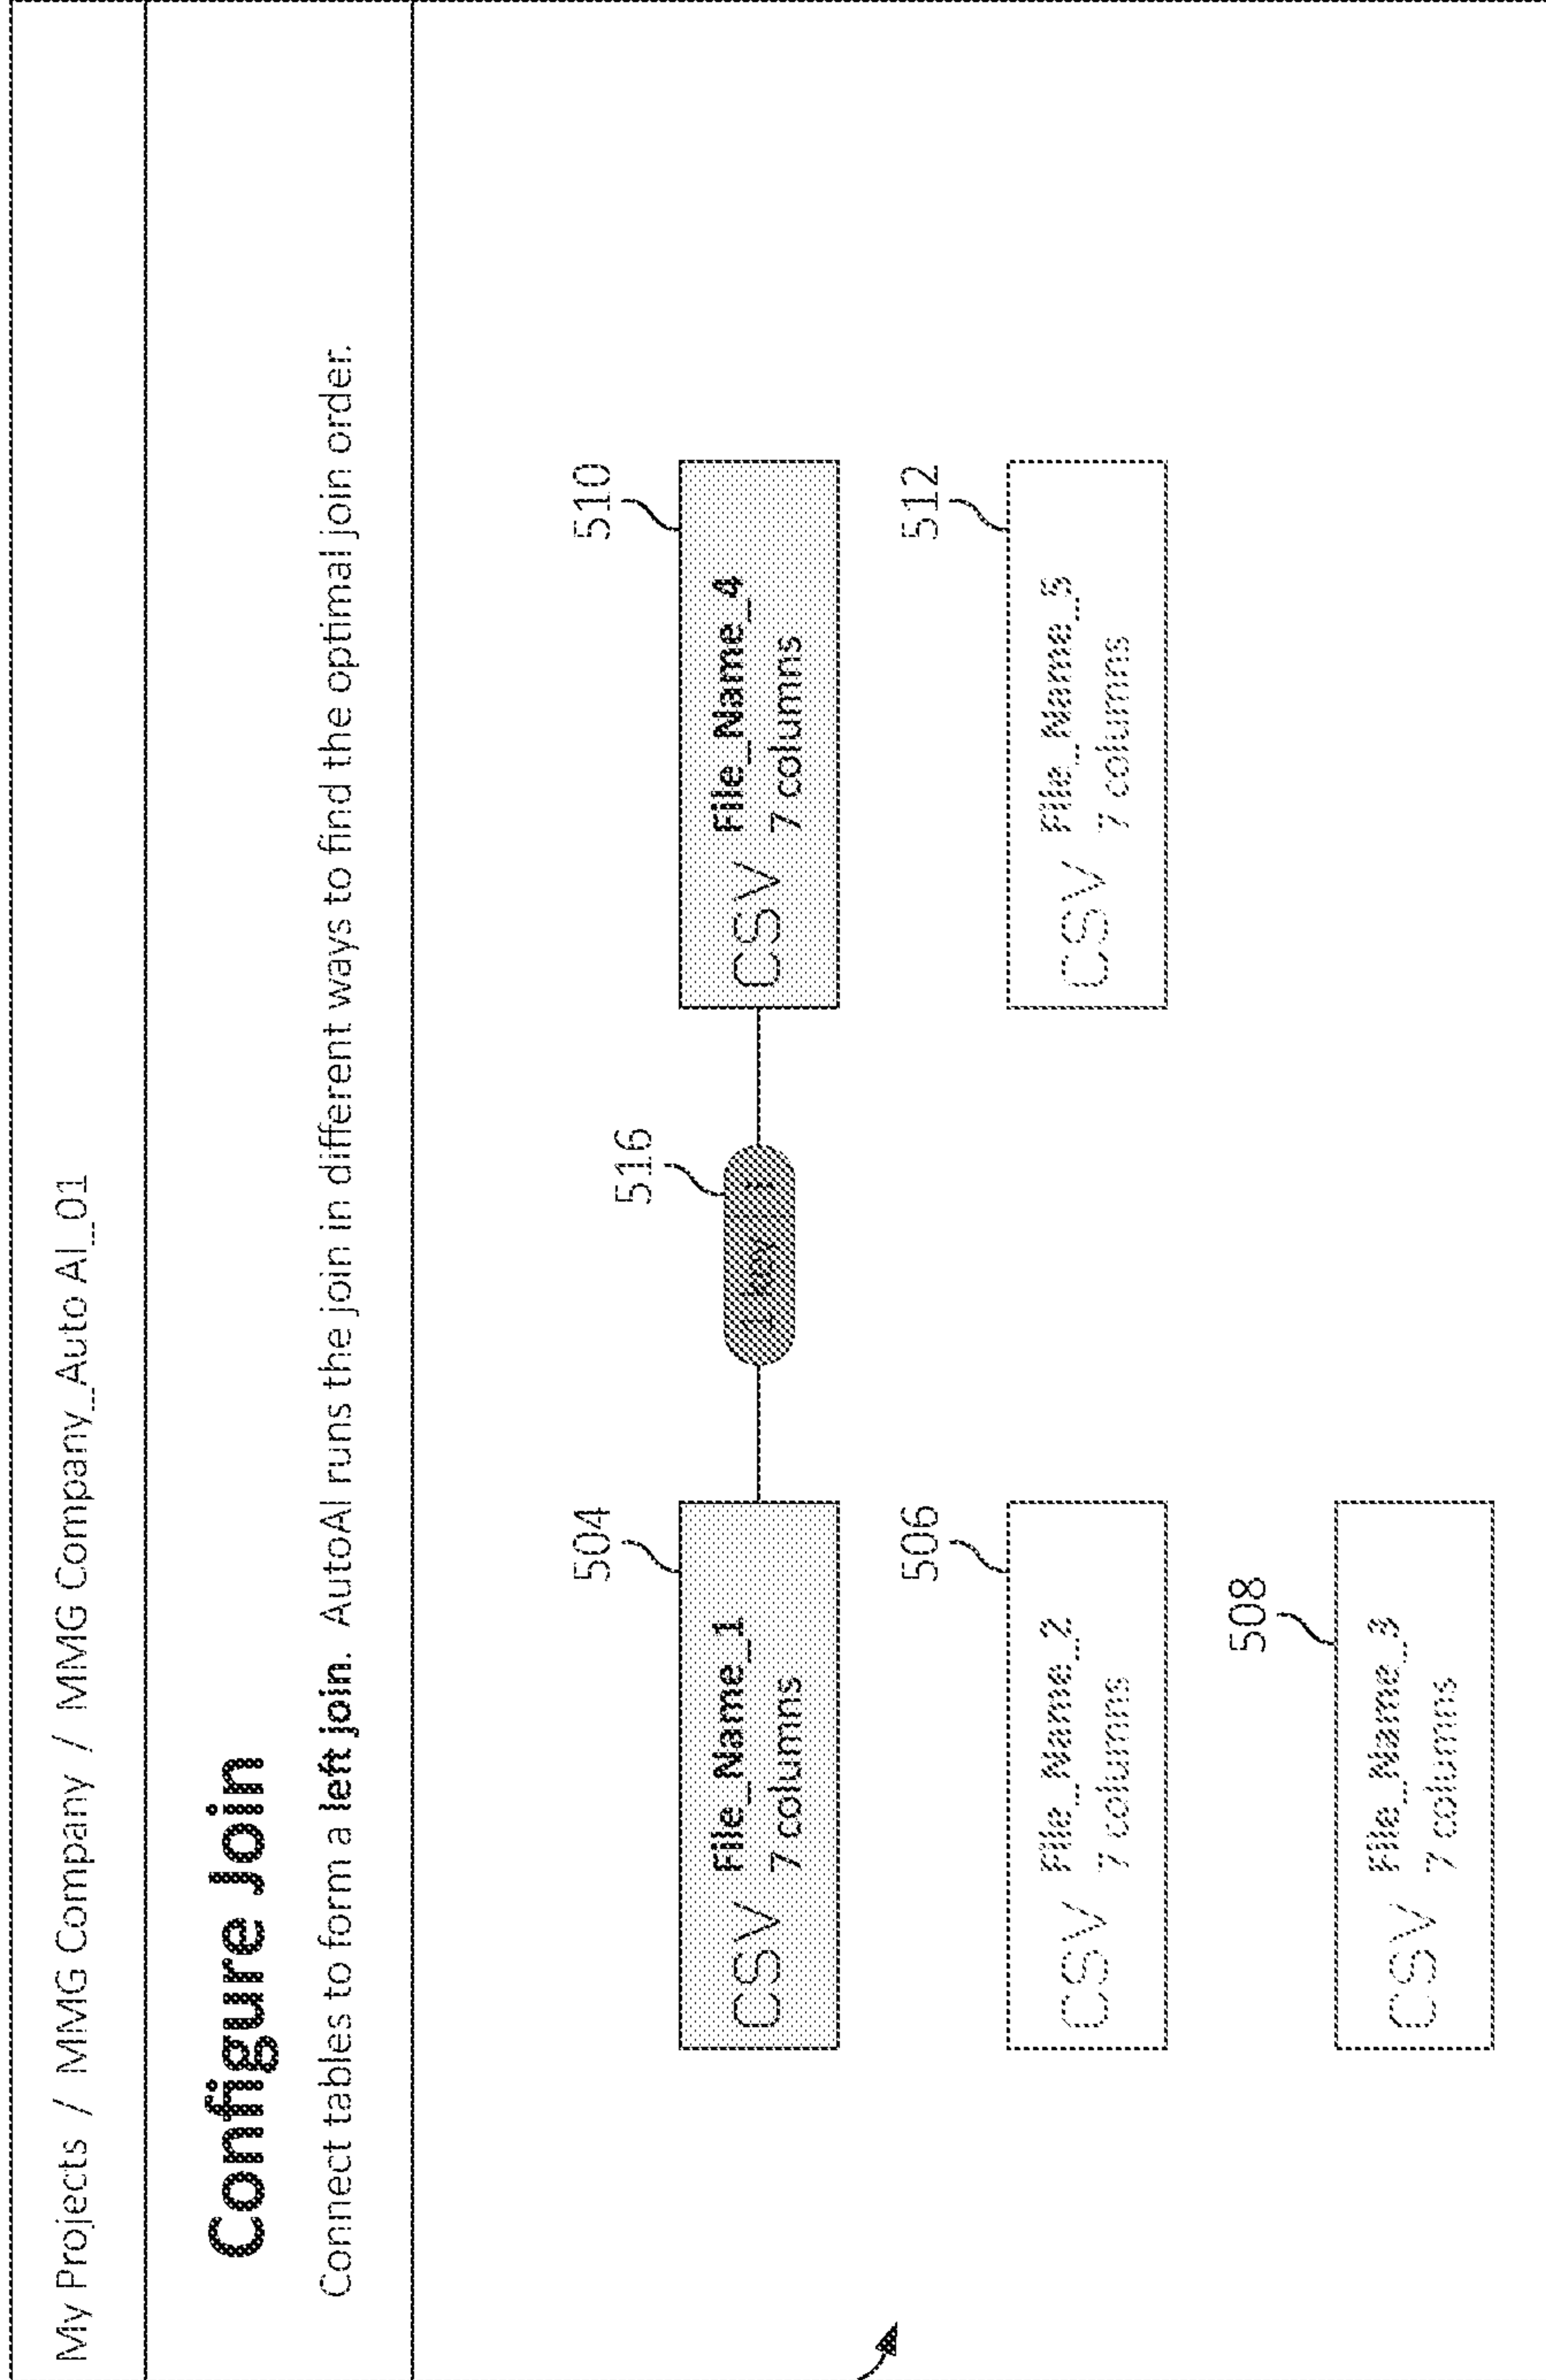 My Projects / MMG Company / MMG Company_Auto AI_01
Configure Join
Connect tables to form a left join. AutoAI runs the join in different ways to find the optimal join order.
504
CSV File_Name_1
7 columns
516
510
CSV File_Name_4
7 columns
506
CSV File_Name_2
7 columns
512
CSV File_Name_5
7 columns
508
CSV File_Name_3
7 columns